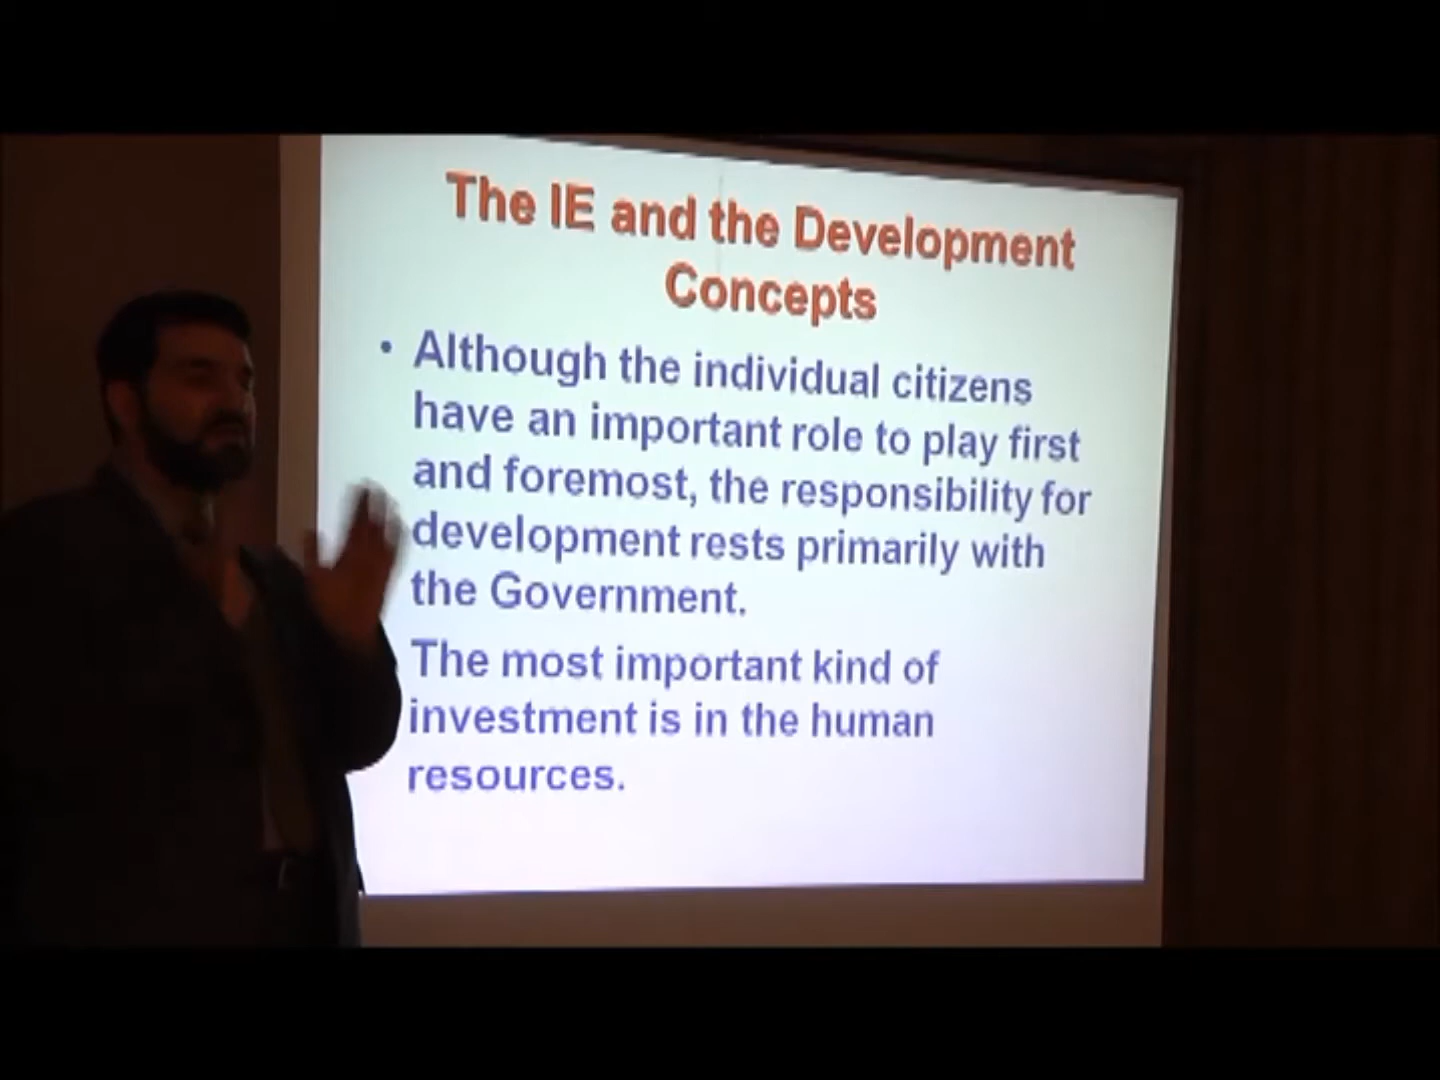 The IE and the Development
Concepts
• Although the individual citizens
have an important role to play first
and foremost, the responsibility for
development rests primarily with
the Government.
The most important kind of
investment is in the human
resources.